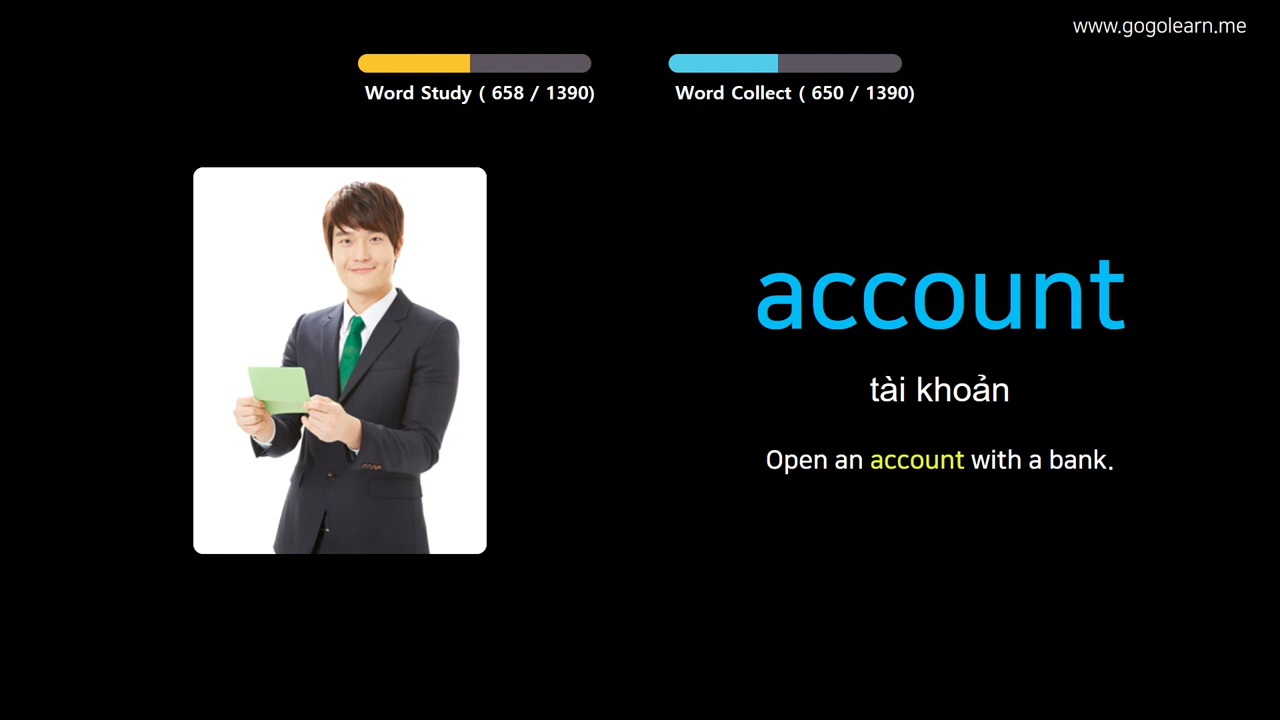 www.gogolearn.me
Word Study ( 658 / 1390)
Word Collect ( 650 / 1390)
account
tài khoản
Open an account with a bank.